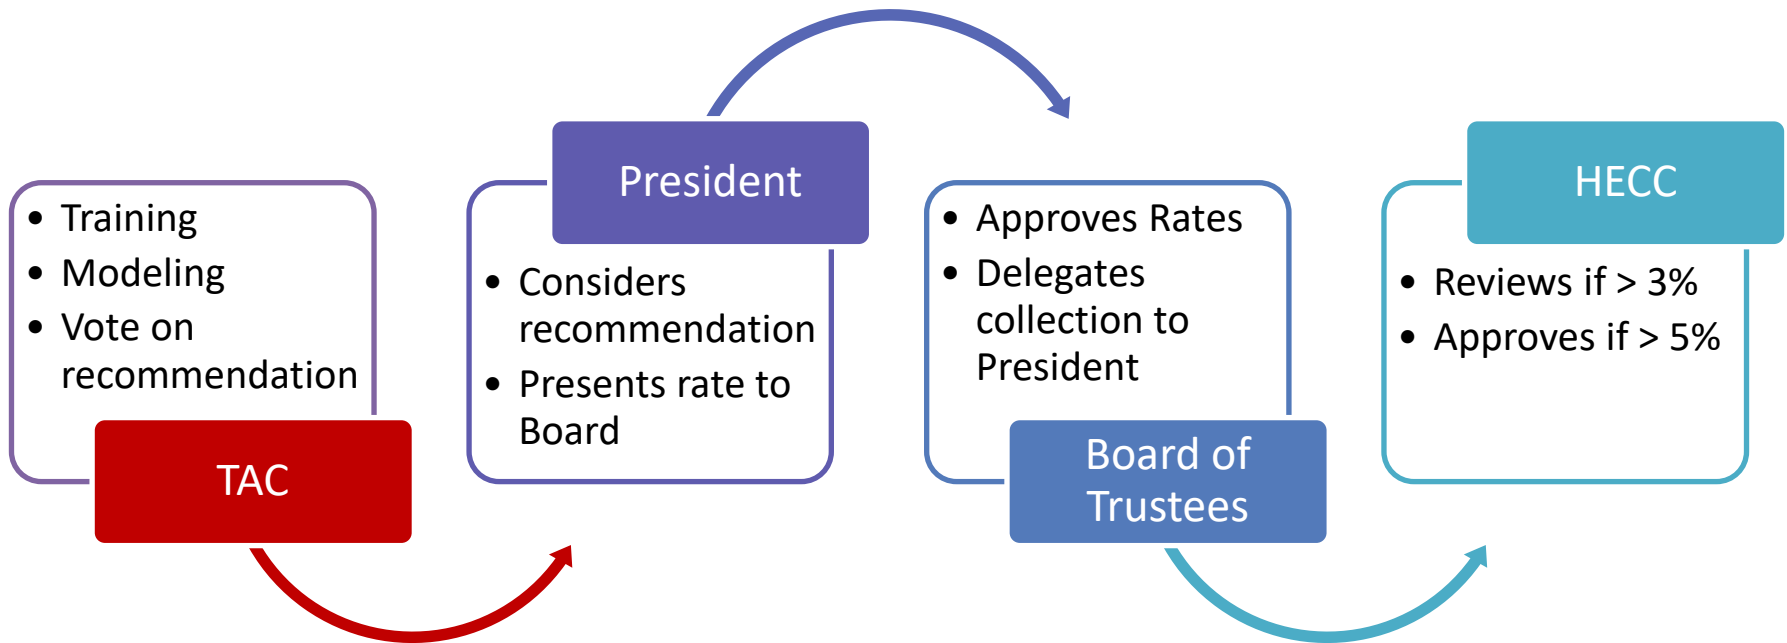 • Training
• Modeling
• Vote on
recommendation
TAC
President
• Considers
recommendation
• Presents rate to
Board
• Approves Rates
• Delegates
collection to
President
Board of
Trustees
HECC
• Reviews if > 3%
• Approves if > 5%